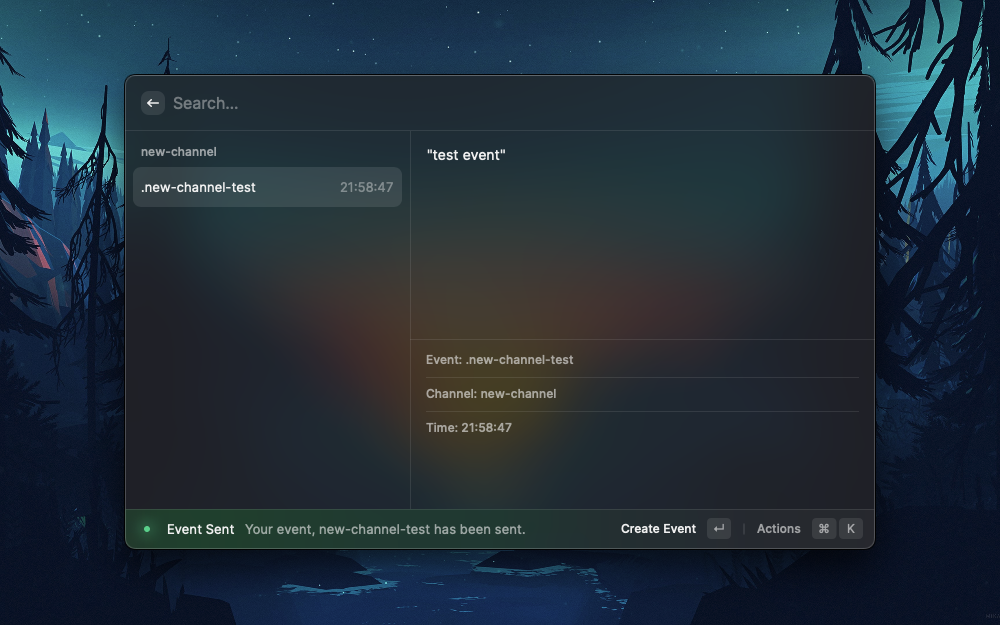 Search...
new-channel
.new-channel-test 21:58:47
"test event"
Event: .new-channel-test
Channel: new-channel
Time: 21:58:47
Event Sent Your event, new-channel-test has been sent.
Create Event ↵ | Actions ⌘ K